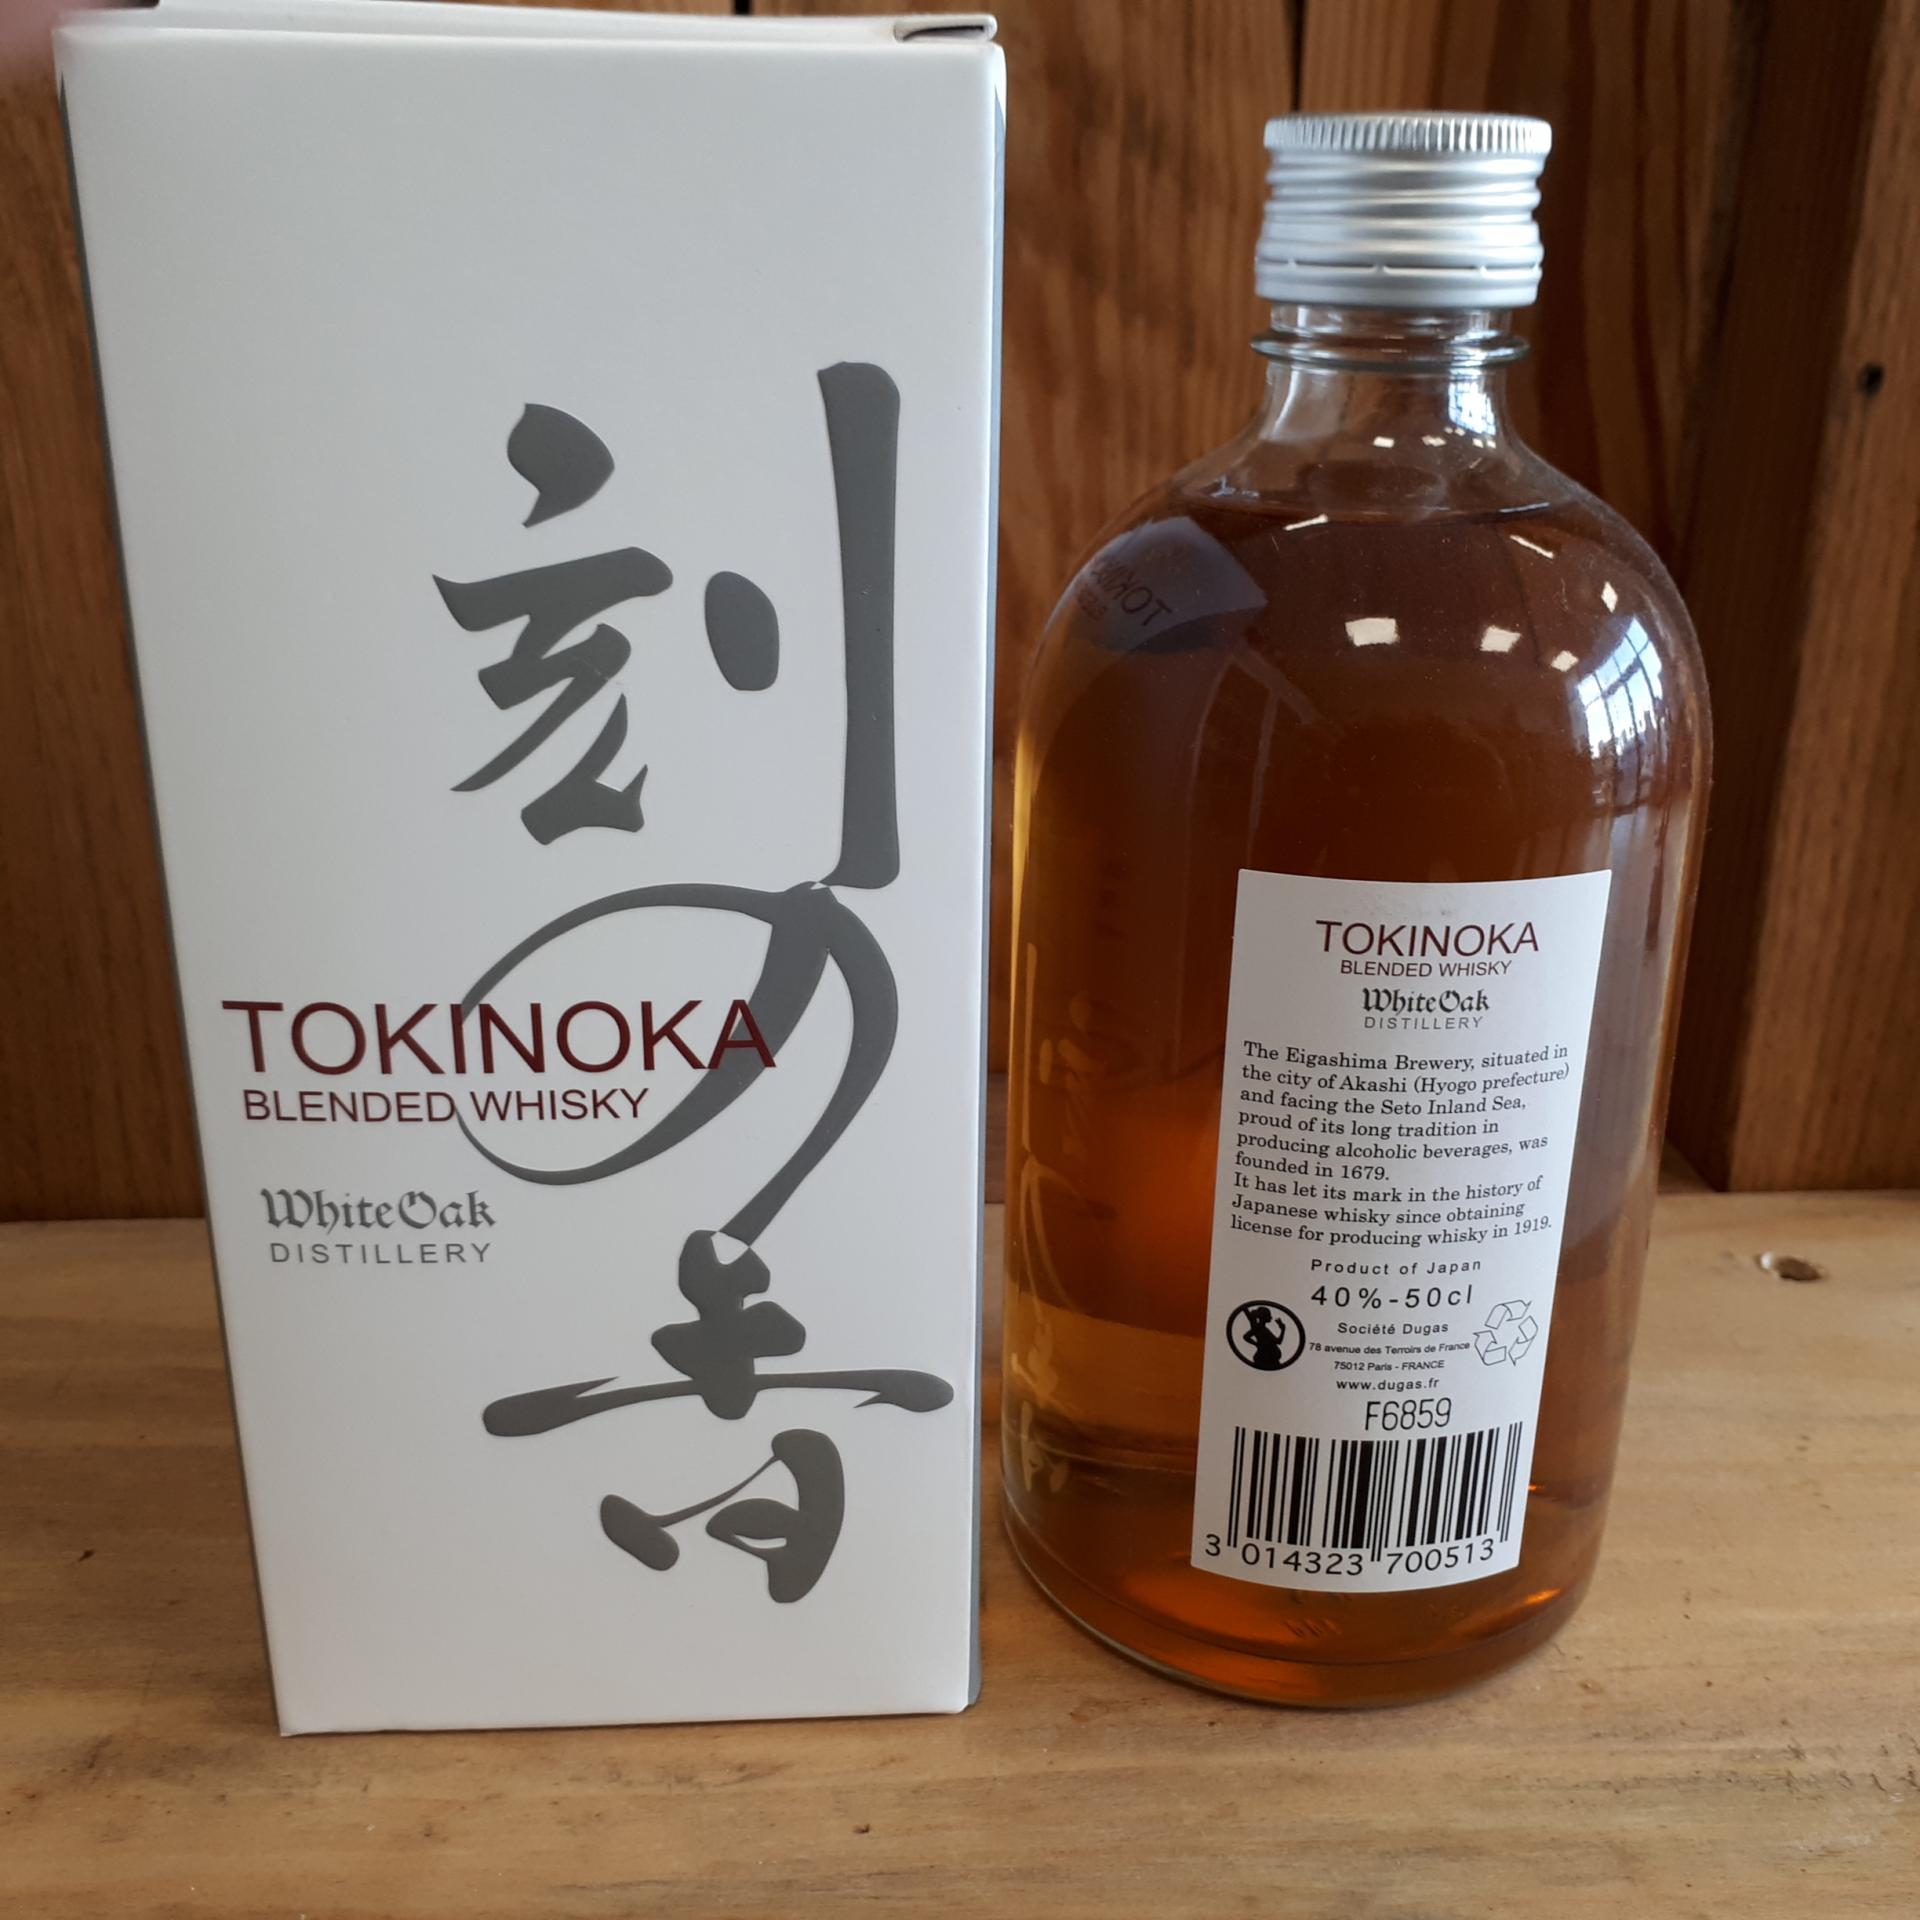 刻の香
TOKINOKA
BLENDED WHISKY
WhiteOak
DISTILLERY
TOKINOKA
BLENDED WHISKY
WhiteOak
DISTILLERY
The Eigashima Brewery, situated in
the city of Akashi (Hyogo prefecture)
and facing the Seto Inland Sea,
proud of its long tradition in
producing alcoholic beverages, was
founded in 1679.
It has let its mark in the history of
Japanese whisky since obtaining
license for producing whisky in 1919.
Product of Japan
40%-50cl
Société Dugas
78 avenue des Terroirs de France
75012 Paris - FRANCE
www.dugas.fr
F6859
3 014323 700513